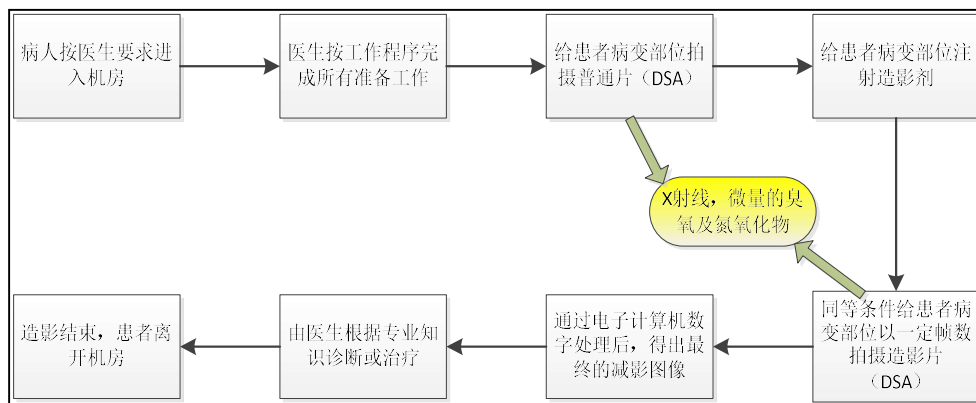 病人按医生要求进
入机房
医生按工作程序完
成所有准备工作
给患者病变部位拍
摄普通片（DSA）
给患者病变部位注
射造影剂
X射线，微量的臭
氧及氮氧化物
同等条件给患者病
变部位以一定帧数
拍摄造影片
（DSA）
通过电子计算机数
字处理后，得出最
终的减影图像
由医生根据专业知
识诊断或治疗
造影结束，患者离
开机房